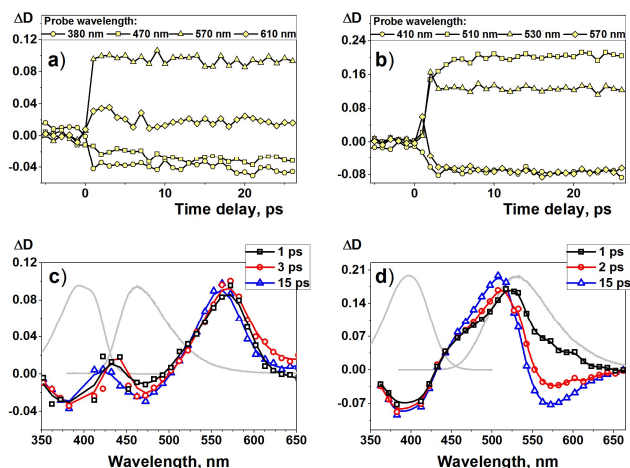 ΔD
Probe wavelength:
380 nm 470 nm 570 nm 610 nm
a)
0.12
0.08
0.04
0.00
-0.04
0 10 20
Time delay, ps
ΔD
Probe wavelength:
410 nm 510 nm 530 nm 570 nm
b)
0.24
0.16
0.08
0.00
-0.08
0 10 20
Time delay, ps
ΔD
1 ps
3 ps
15 ps
c)
0.12
0.08
0.04
0.00
-0.04
350 400 450 500 550 600 650
Wavelength, nm
ΔD
1 ps
2 ps
15 ps
d)
0.21
0.14
0.07
0.00
-0.07
350 400 450 500 550 600 650
Wavelength, nm